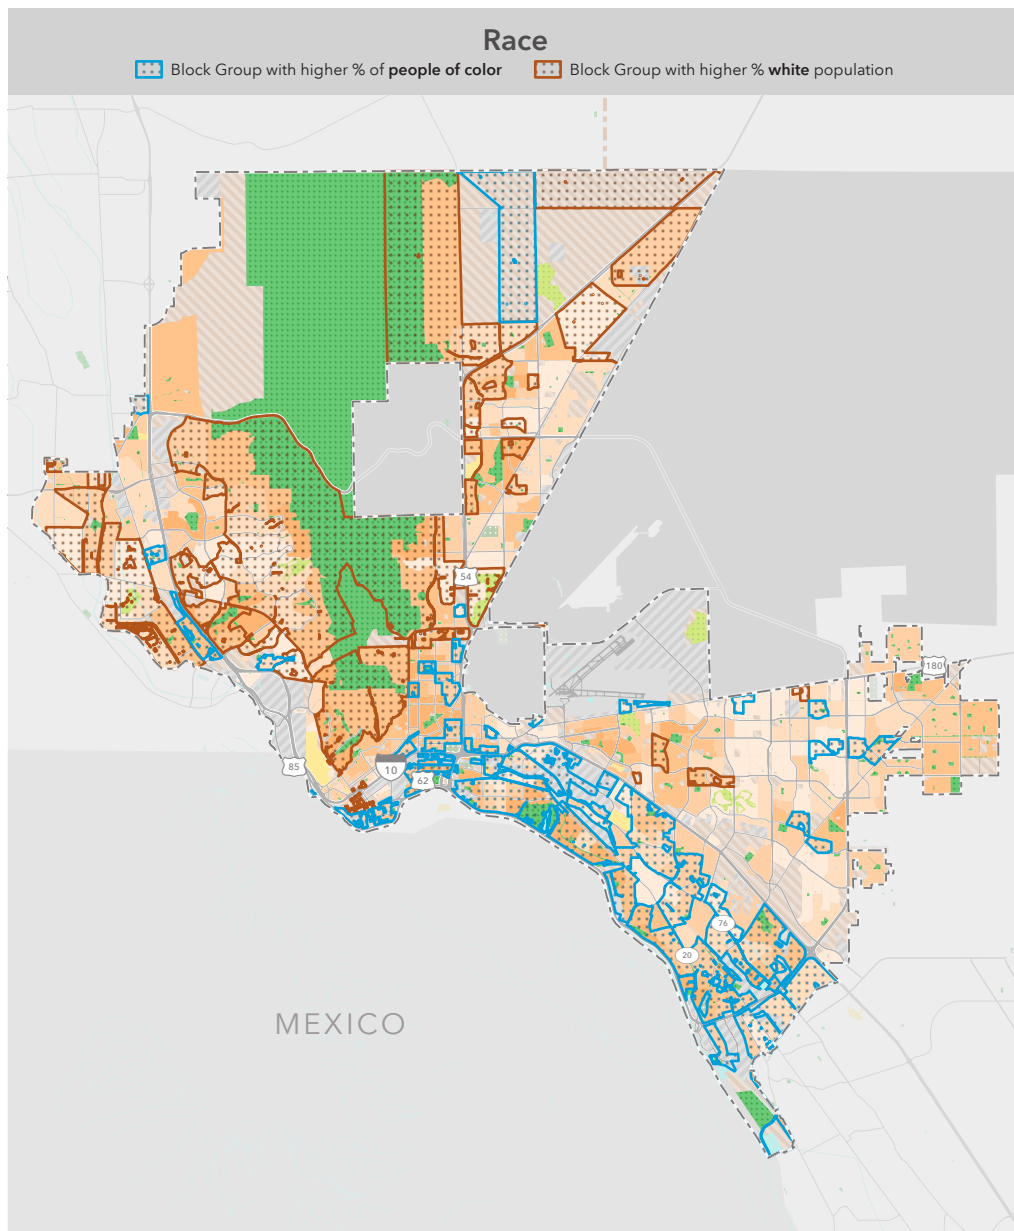 Race
Block Group with higher % of people of color
Block Group with higher % white population
54
180
85
10
62
76
20
MEXICO